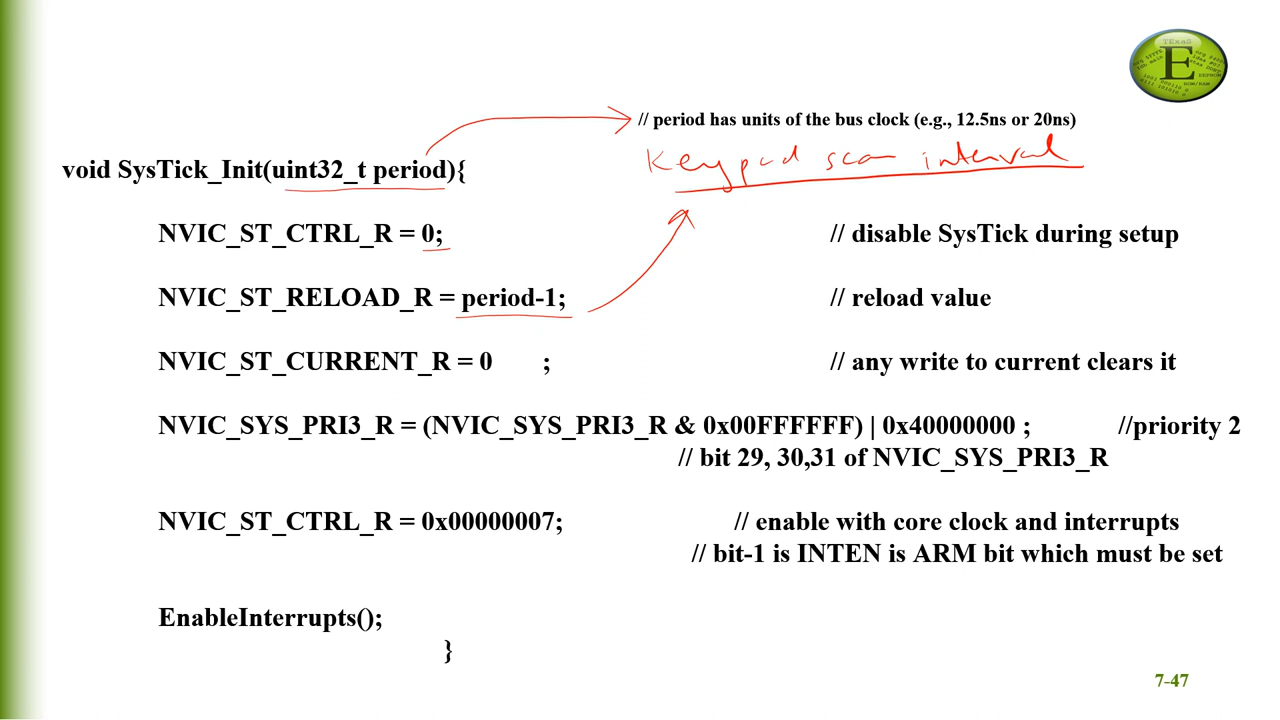 TExaS
E
// period has units of the bus clock (e.g., 12.5ns or 20ns)
Keypad scan interval
void SysTick_Init(uint32_t period){
NVIC_ST_CTRL_R = 0; // disable SysTick during setup
NVIC_ST_RELOAD_R = period-1; // reload value
NVIC_ST_CURRENT_R = 0 ; // any write to current clears it
NVIC_SYS_PRI3_R = (NVIC_SYS_PRI3_R & 0x00FFFFFF) | 0x40000000 ; //priority 2
// bit 29, 30,31 of NVIC_SYS_PRI3_R
NVIC_ST_CTRL_R = 0x00000007; // enable with core clock and interrupts
// bit-1 is INTEN is ARM bit which must be set
EnableInterrupts();
}
7-47